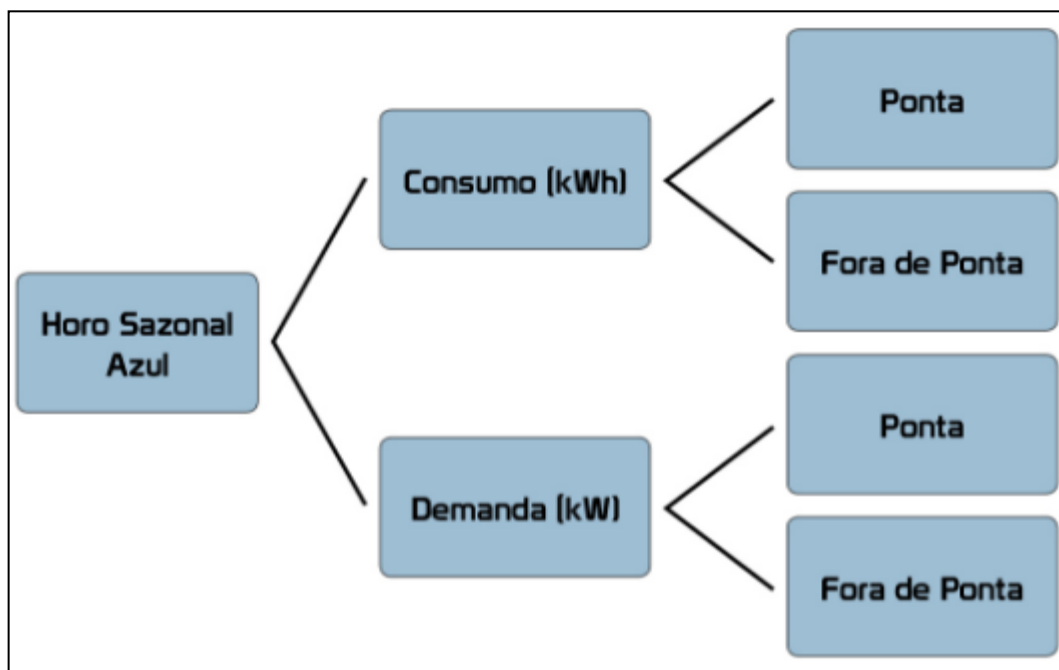 Horo Sazonal
Azul
Consumo (kWh)
Ponta
Fora de Ponta
Demanda (kW)
Ponta
Fora de Ponta